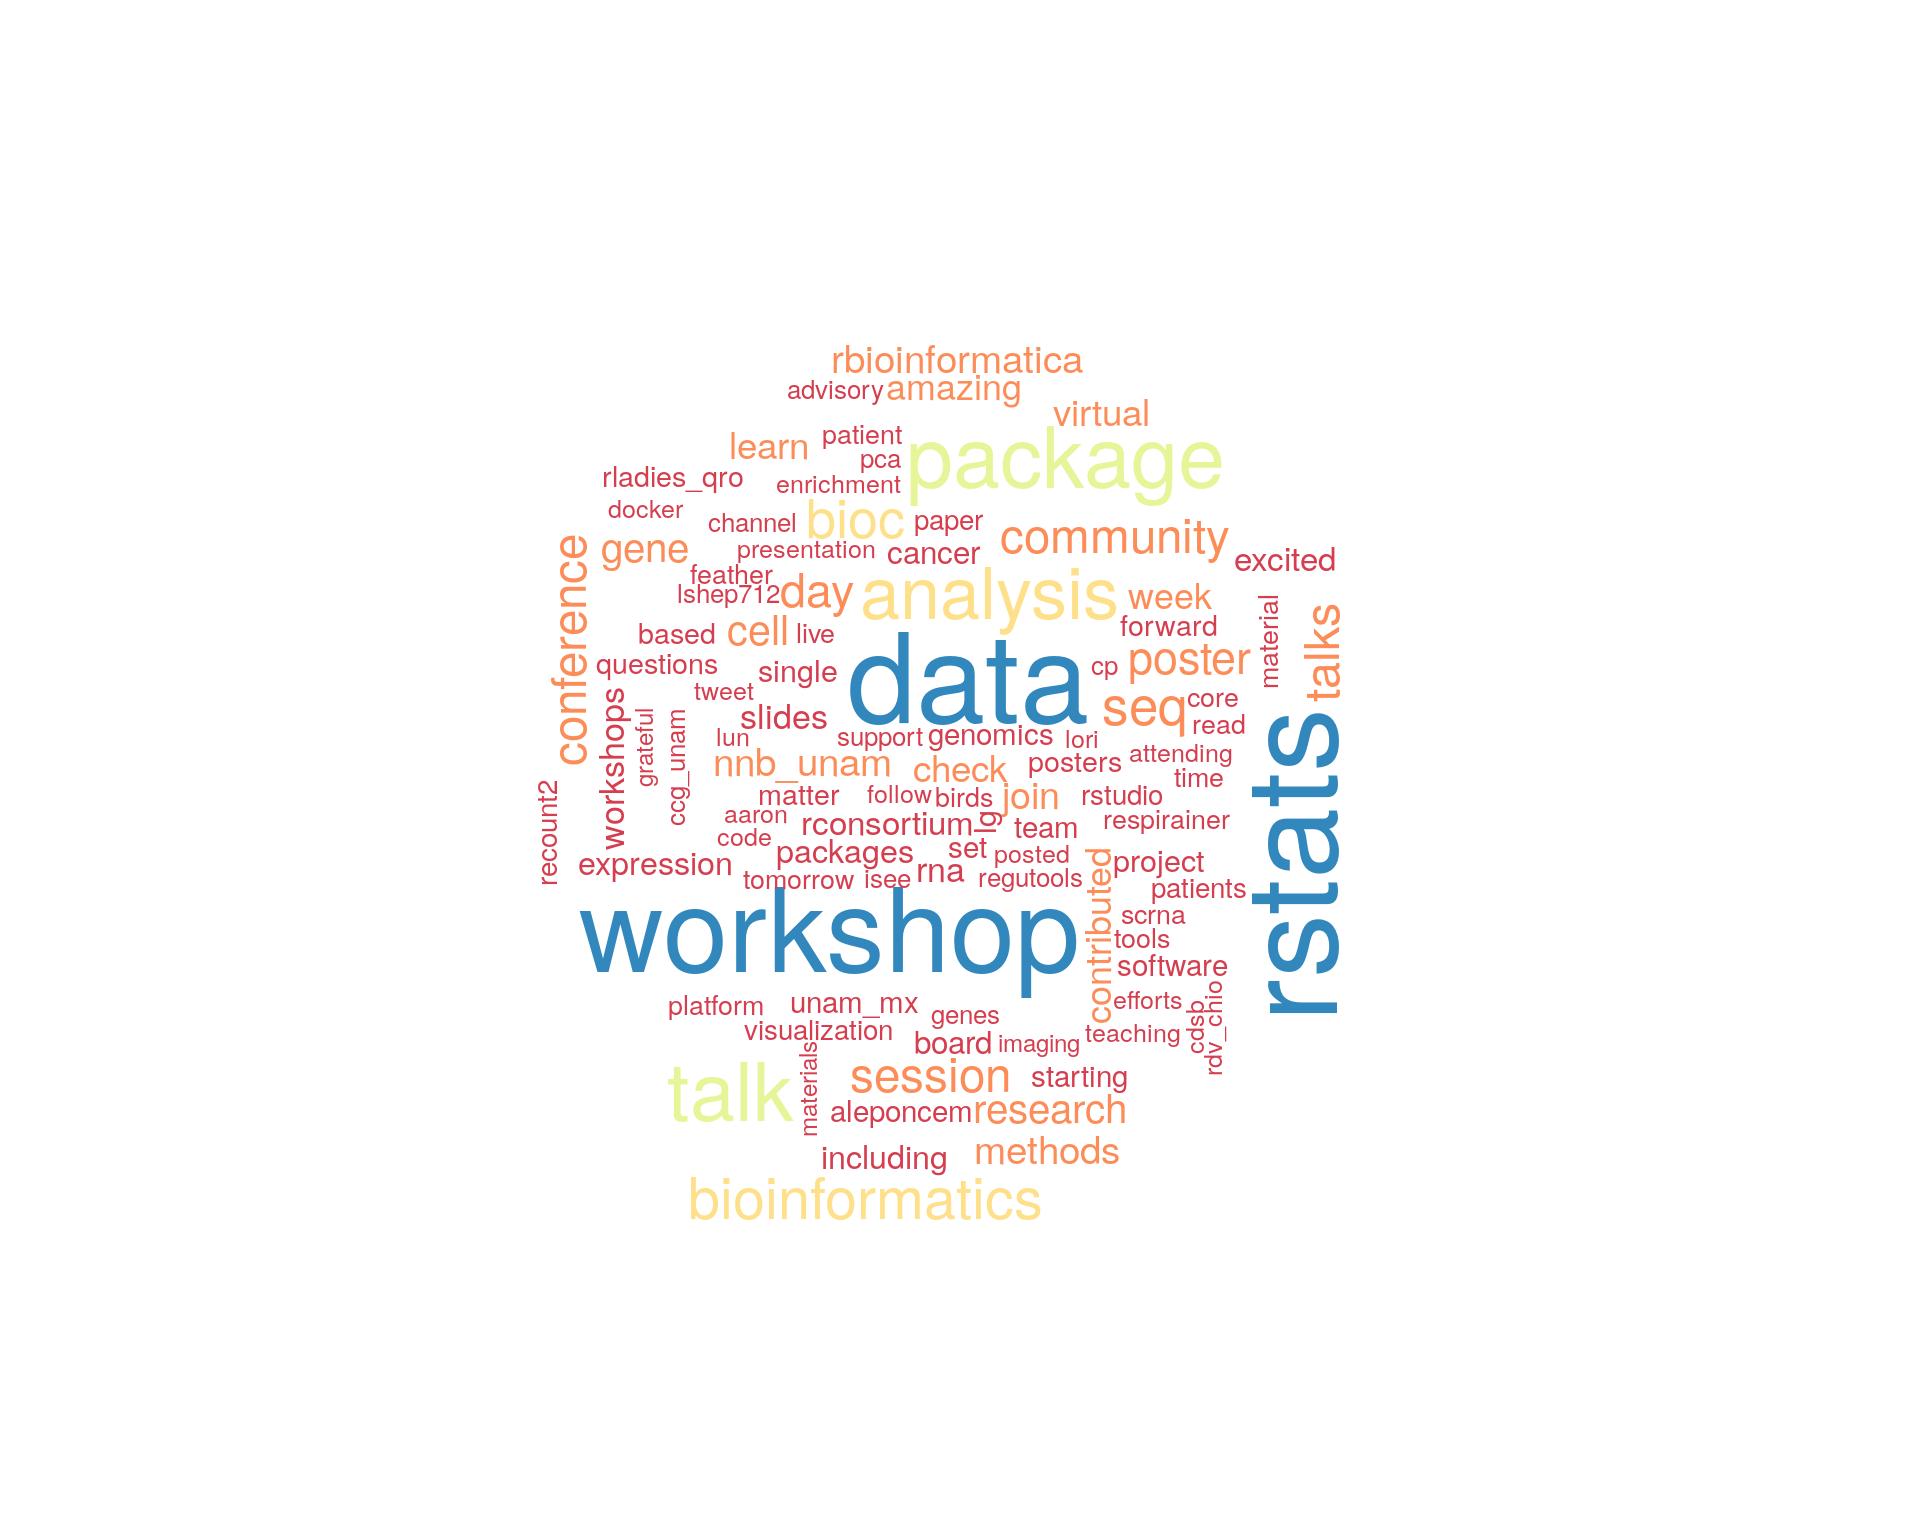 rbioinformatica
advisory amazing
virtual
learn patient package
pca
rladies_qro enrichment
docker
channel bioc paper community
gene presentation cancer excited
conference
feather
lshep712 day analysis week
material
talks
based cell live forward
questions single data cp poster
tweet
slides seq core
read
workshops
grateful
ccg_unam
lun support genomics lori attending
nnb_unam check posters time
rstats
recount2
matter follow birds join rstudio
aaron rconsortium lg team respirainer
code packages set posted
expression rna project
tomorrow isee regutools patients
contributed
workshop scrna
tools
software
platform unam_mx genes efforts
cdsb
rdv_chio
visualization board imaging teaching
talk materials session starting
aleponcem research
including methods
bioinformatics